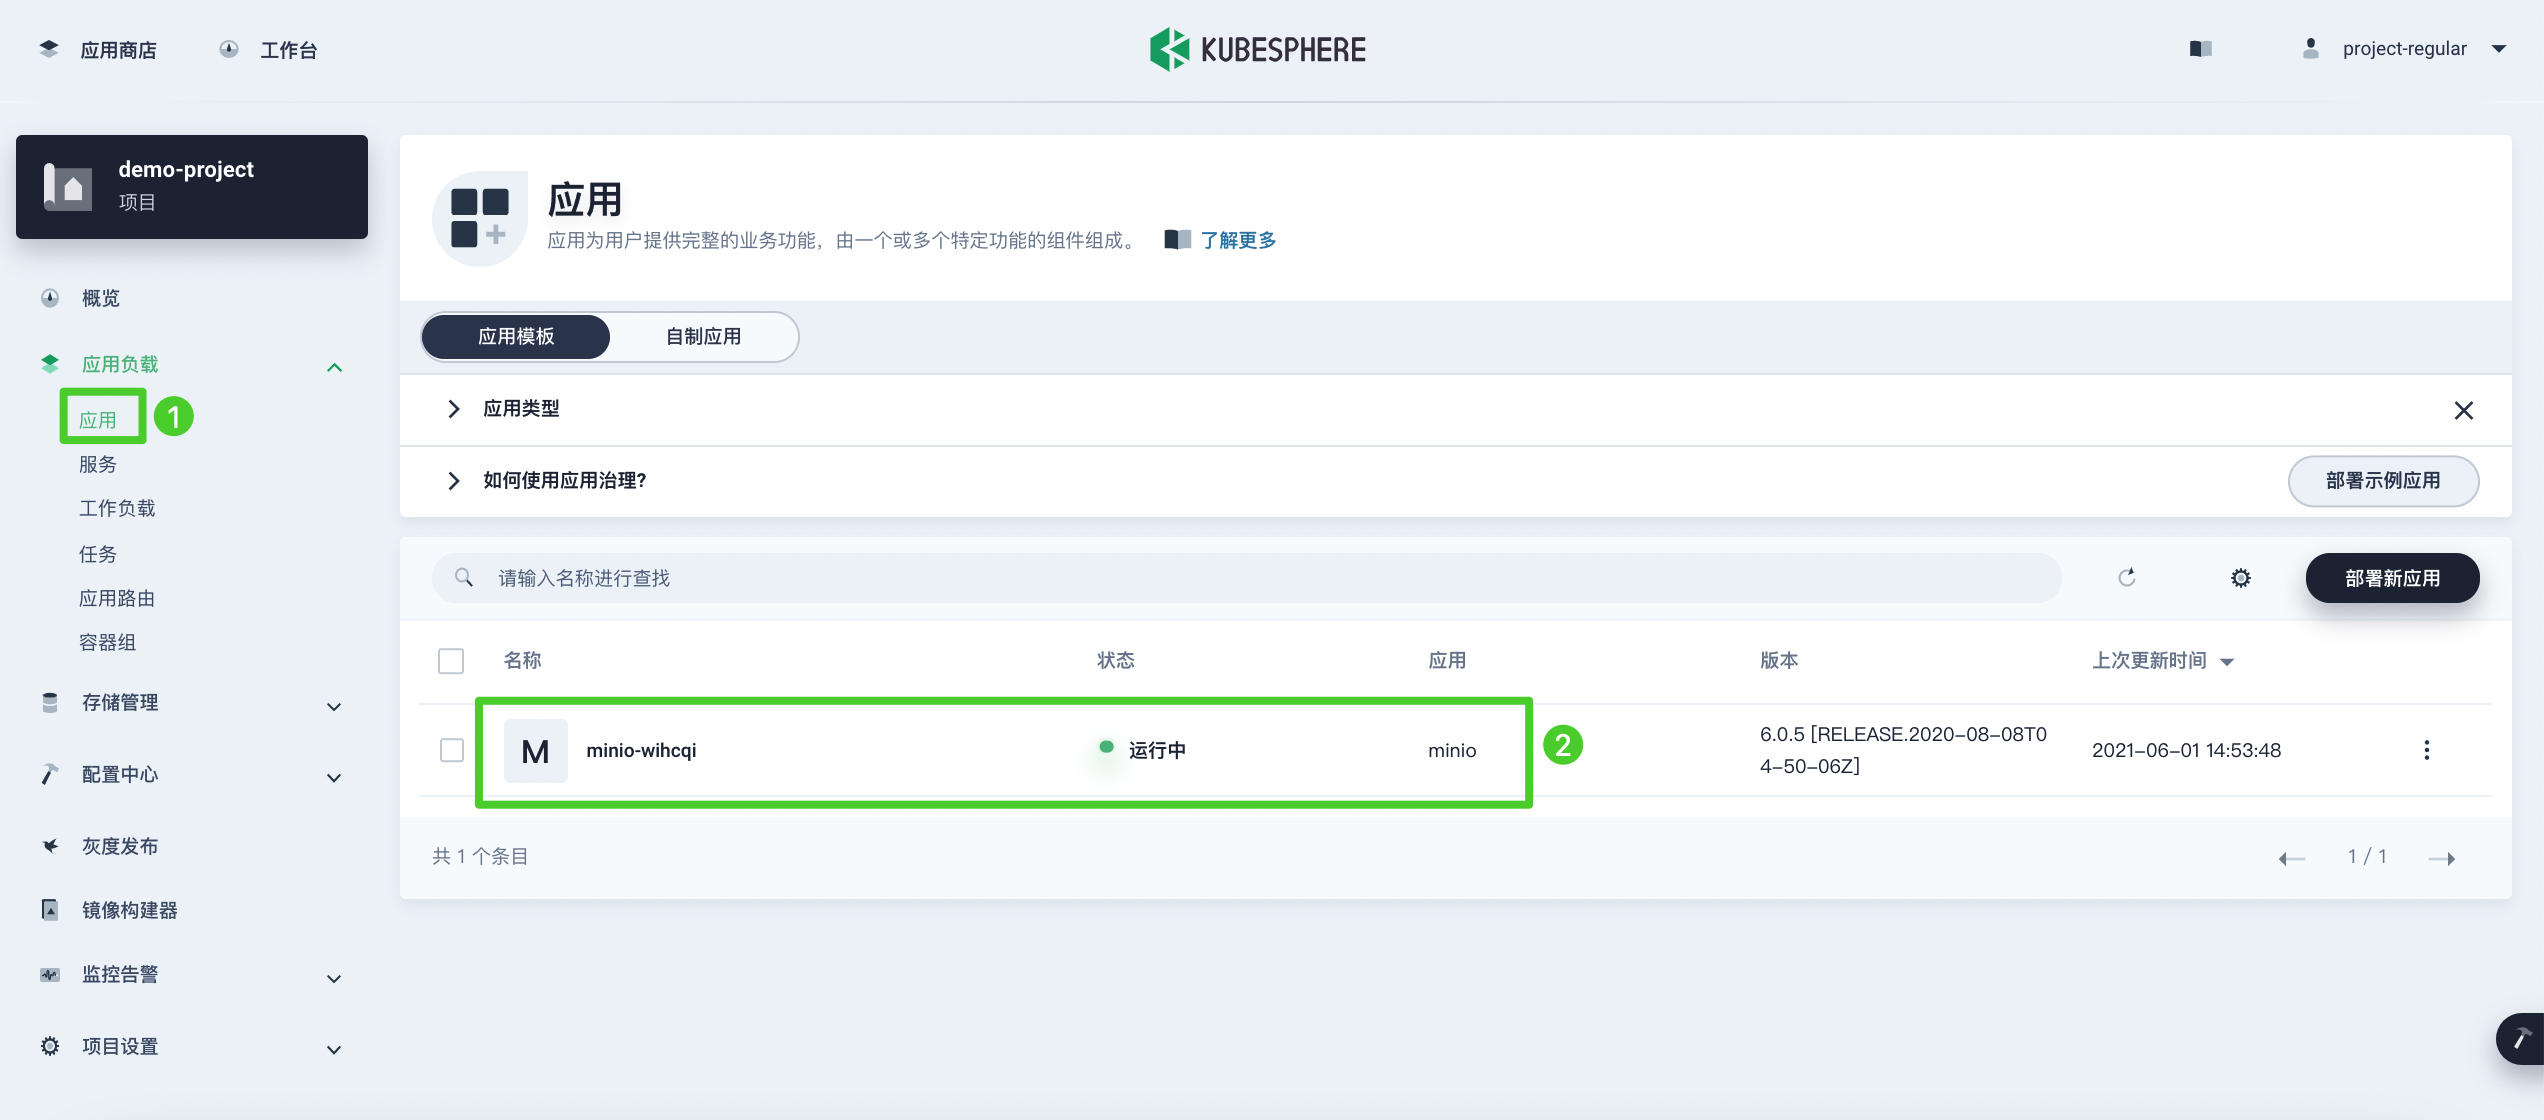 应用商店
工作台
KUBESPHERE
project-regular
demo-project
项目
概览
应用负载
应用
1
服务
工作负载
任务
应用路由
容器组
存储管理
配置中心
灰度发布
镜像构建器
监控告警
项目设置
应用
应用为用户提供完整的业务功能，由一个或多个特定功能的组件组成。
了解更多
应用模板
自制应用
应用类型
如何使用应用治理?
部署示例应用
请输入名称进行查找
部署新应用
名称
状态
应用
版本
上次更新时间
M
minio-wihcqi
运行中
minio
2
6.0.5 [RELEASE.2020-08-08T0
4-50-06Z]
2021-06-01 14:53:48
共 1 个条目
1 / 1